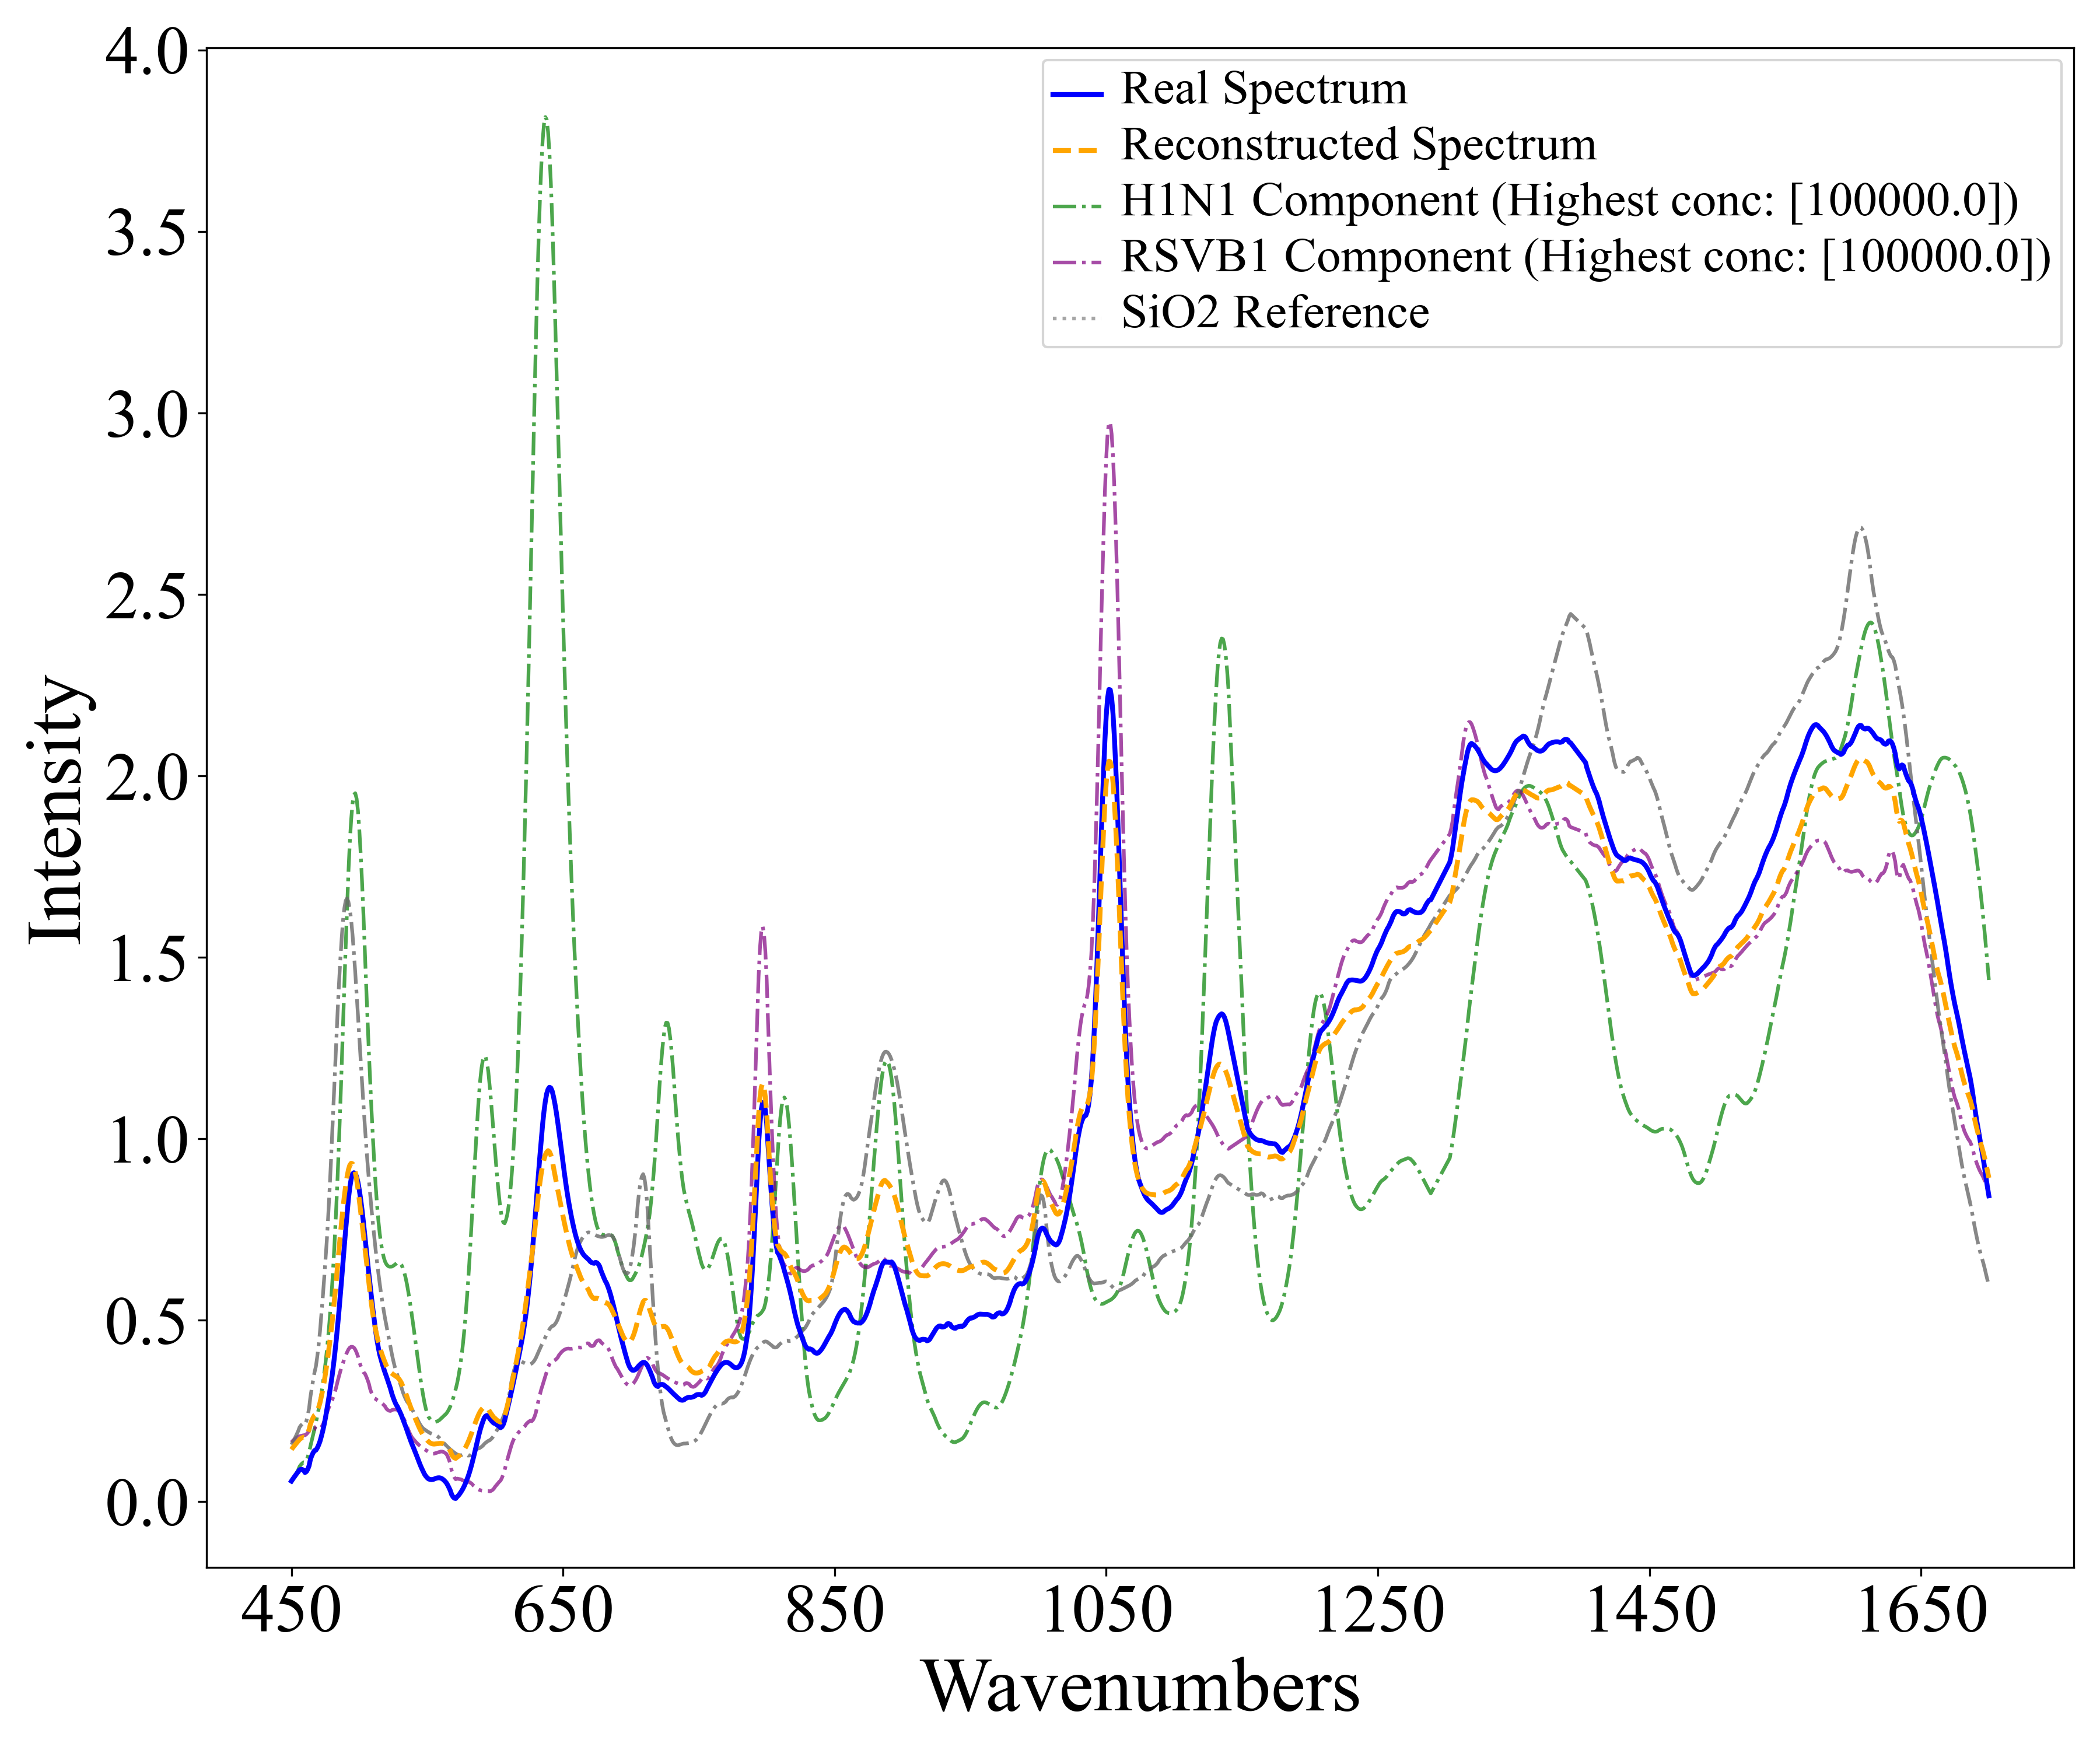 Real Spectrum
Reconstructed Spectrum
H1N1 Component (Highest conc: [100000.0])
RSVB1 Component (Highest conc: [100000.0])
SiO2 Reference
Intensity
4.0
3.5
3.0
2.5
2.0
1.5
1.0
0.5
0.0
450 650 850 1050 1250 1450 1650
Wavenumbers